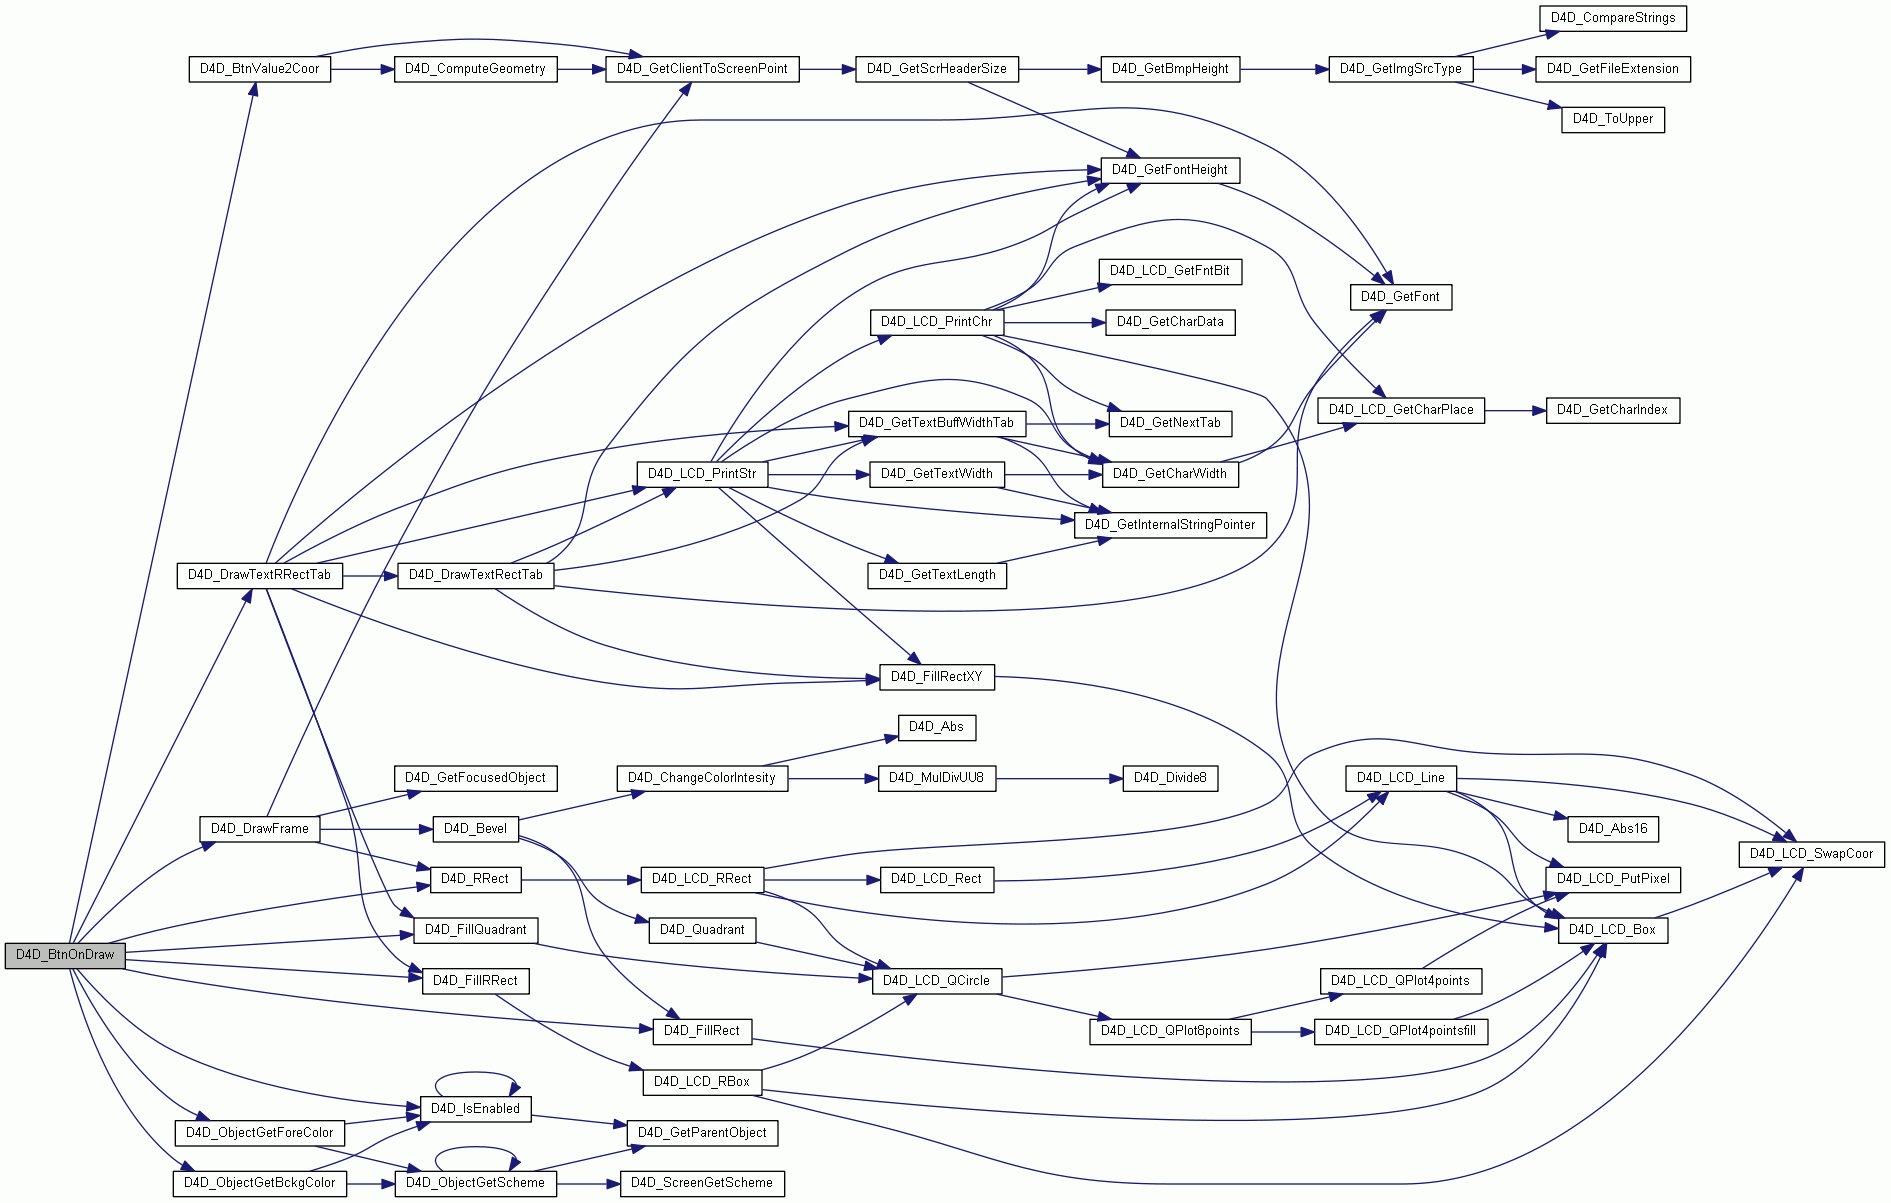 D4D_CompareStrings
D4D_BtnValue2Coor
D4D_ComputeGeometry
D4D_GetClientToScreenPoint
D4D_GetScrHeaderSize
D4D_GetBmpHeight
D4D_GetImgSrcType
D4D_GetFileExtension
D4D_ToUpper
D4D_GetFontHeight
D4D_LCD_GetFntBit
D4D_GetFont
D4D_LCD_PrintChr
D4D_GetCharData
D4D_GetTextBuffWidthTab
D4D_GetNextTab
D4D_LCD_GetCharPlace
D4D_GetCharIndex
D4D_LCD_PrintStr
D4D_GetTextWidth
D4D_GetCharWidth
D4D_GetInternalStringPointer
D4D_DrawTextRRectTab
D4D_DrawTextRectTab
D4D_GetTextLength
D4D_FillRectXY
D4D_Abs
D4D_GetFocusedObject
D4D_ChangeColorIntesity
D4D_MulDivUU8
D4D_Divide8
D4D_LCD_Line
D4D_DrawFrame
D4D_Bevel
D4D_Abs16
D4D_LCD_SwapCoor
D4D_RRect
D4D_LCD_RRect
D4D_LCD_Rect
D4D_LCD_PutPixel
D4D_FillQuadrant
D4D_Quadrant
D4D_LCD_Box
D4D_BtnOnDraw
D4D_FillRRect
D4D_LCD_QCircle
D4D_LCD_QPlot4points
D4D_FillRect
D4D_LCD_QPlot8points
D4D_LCD_QPlot4pointsfill
D4D_LCD_RBox
D4D_IsEnabled
D4D_ObjectGetForeColor
D4D_GetParentObject
D4D_ObjectGetBckgColor
D4D_ObjectGetScheme
D4D_ScreenGetScheme